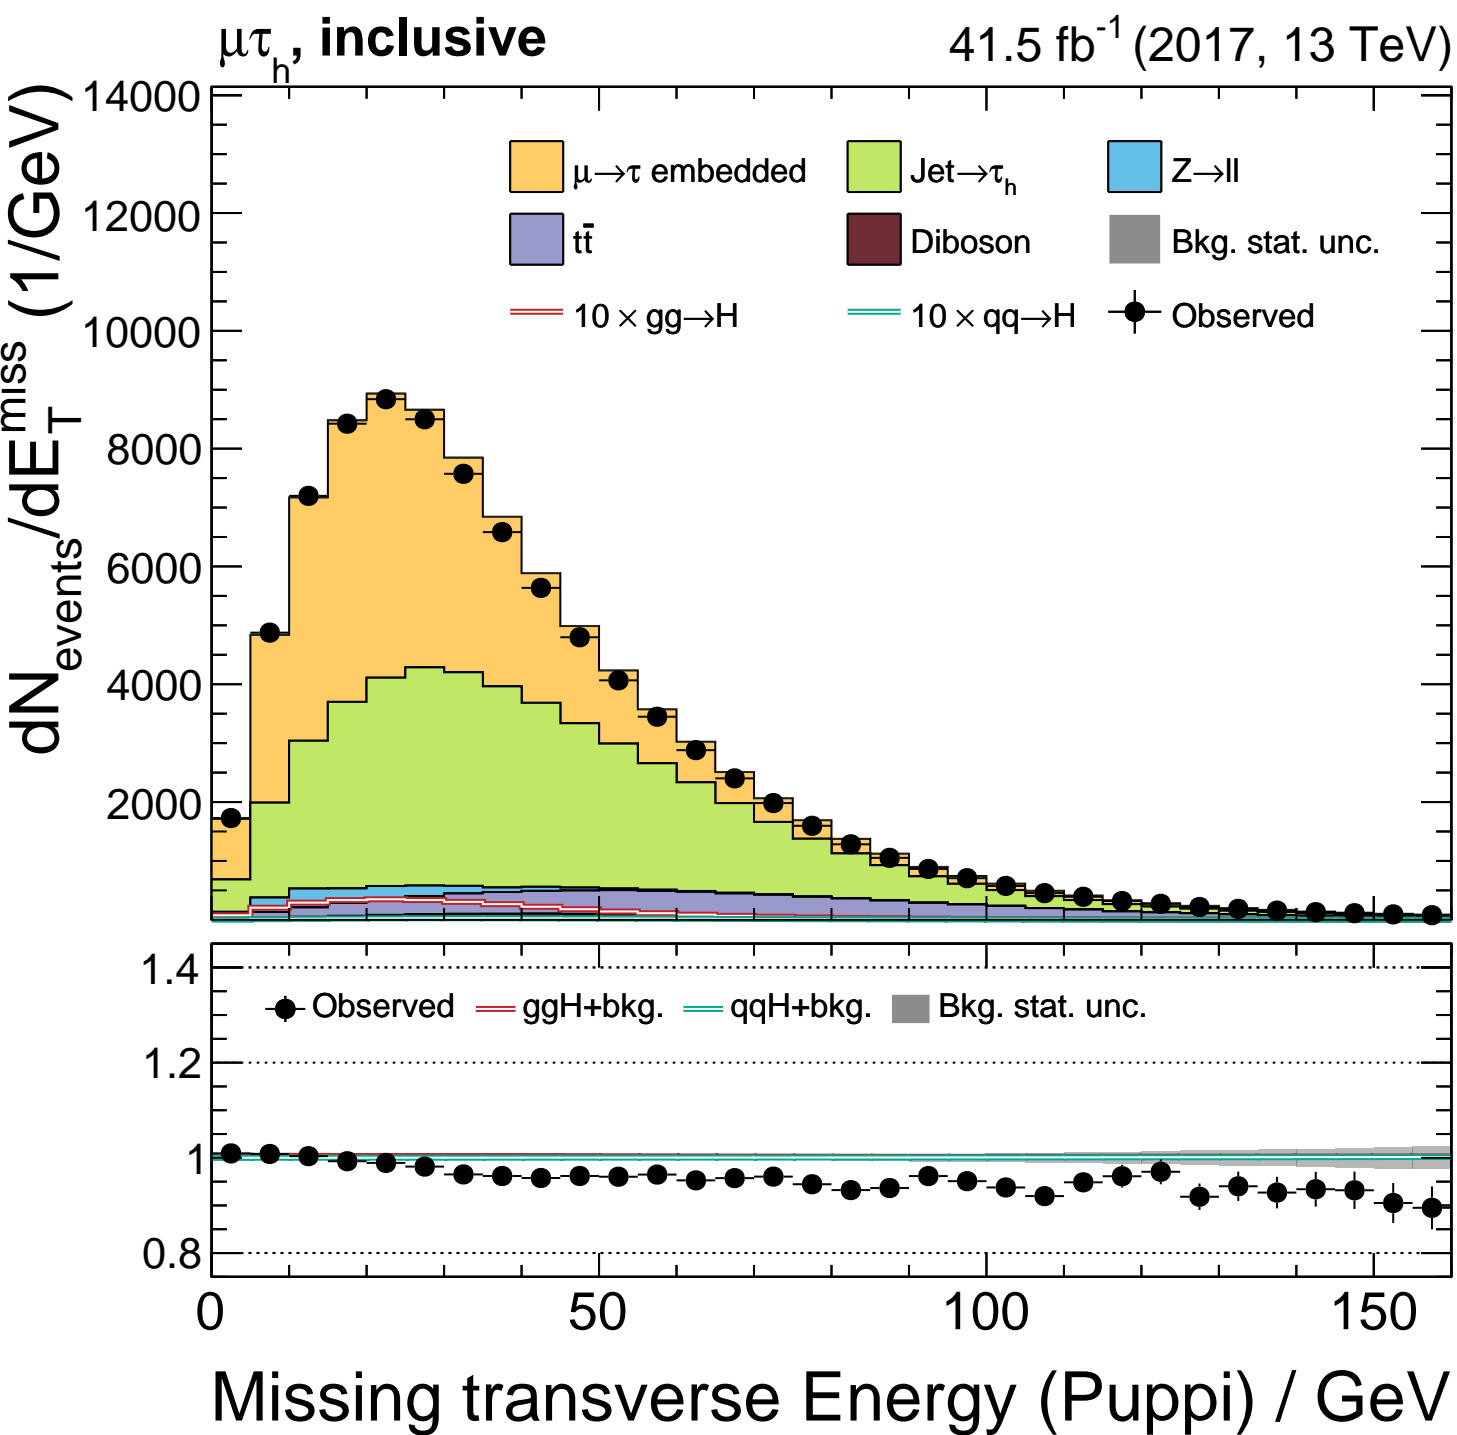 μτh, inclusive
41.5 fb-1 (2017, 13 TeV)
dNevents/dETmiss (1/GeV)
14000
12000
10000
8000
6000
4000
2000
μ→τ embedded
Jet→τh
Z→ll
tt̄
Diboson
Bkg. stat. unc.
10 × gg→H
10 × qq→H
Observed
1.4
1.2
1
0.8
Observed
ggH+bkg.
qqH+bkg.
Bkg. stat. unc.
0
50
100
150
Missing transverse Energy (Puppi) / GeV